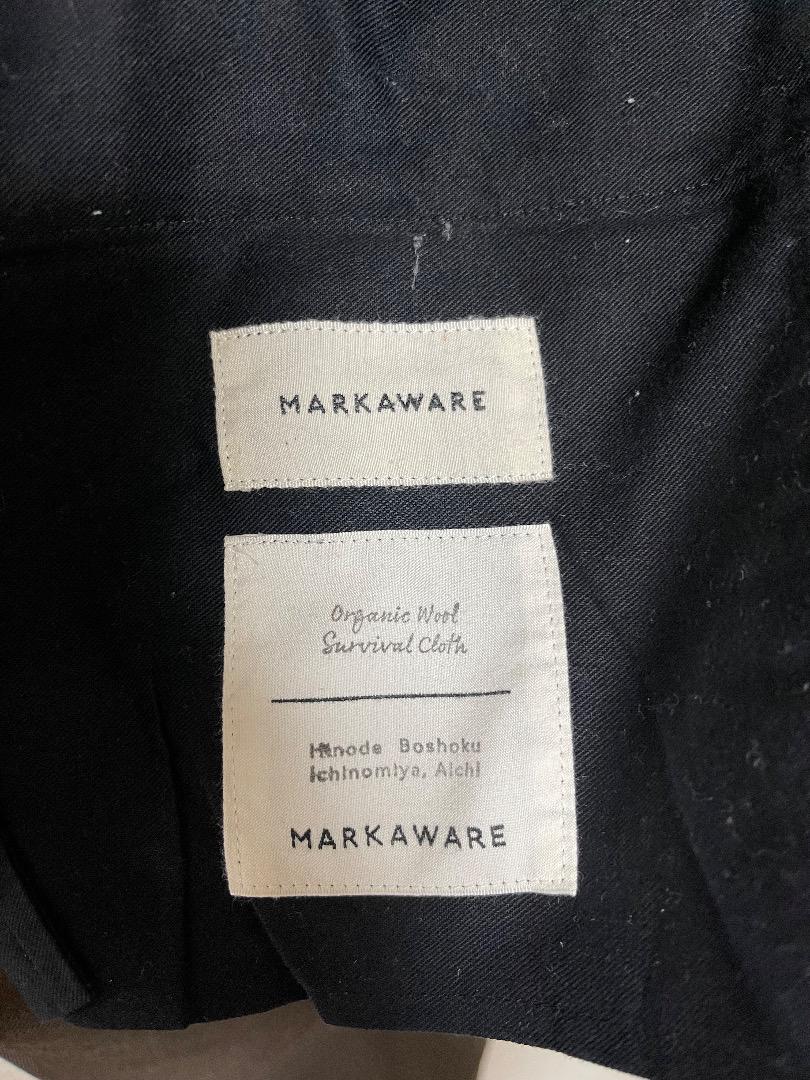 MARKAWARE
Organic Wool
Survival Cloth
Hinode Boshoku
Ichinomiya, Aichi
MARKAWARE